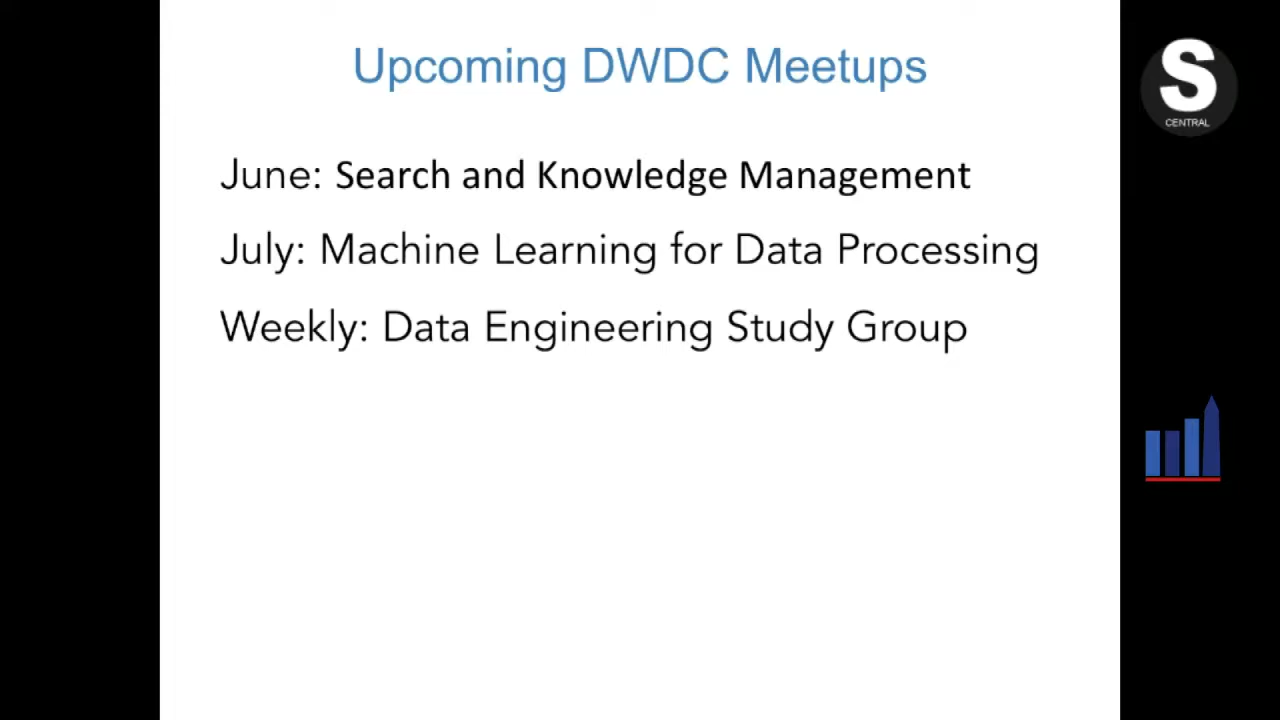 Upcoming DWDC Meetups
S
CENTRAL
June: Search and Knowledge Management
July: Machine Learning for Data Processing
Weekly: Data Engineering Study Group